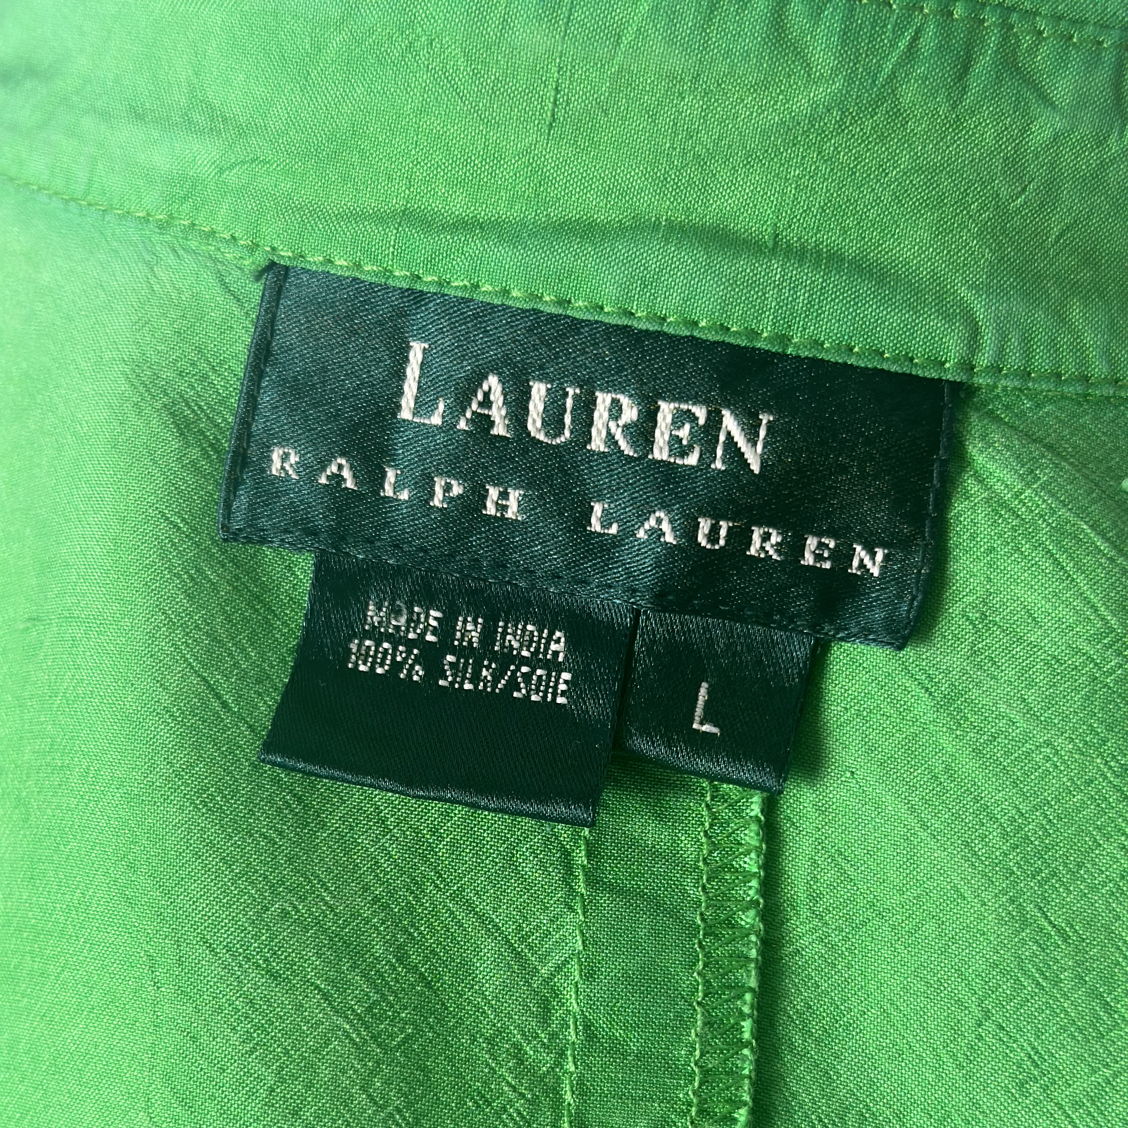 LAUREN
RALPH LAUREN
MADE IN INDIA
100% SILK/SOIE
L